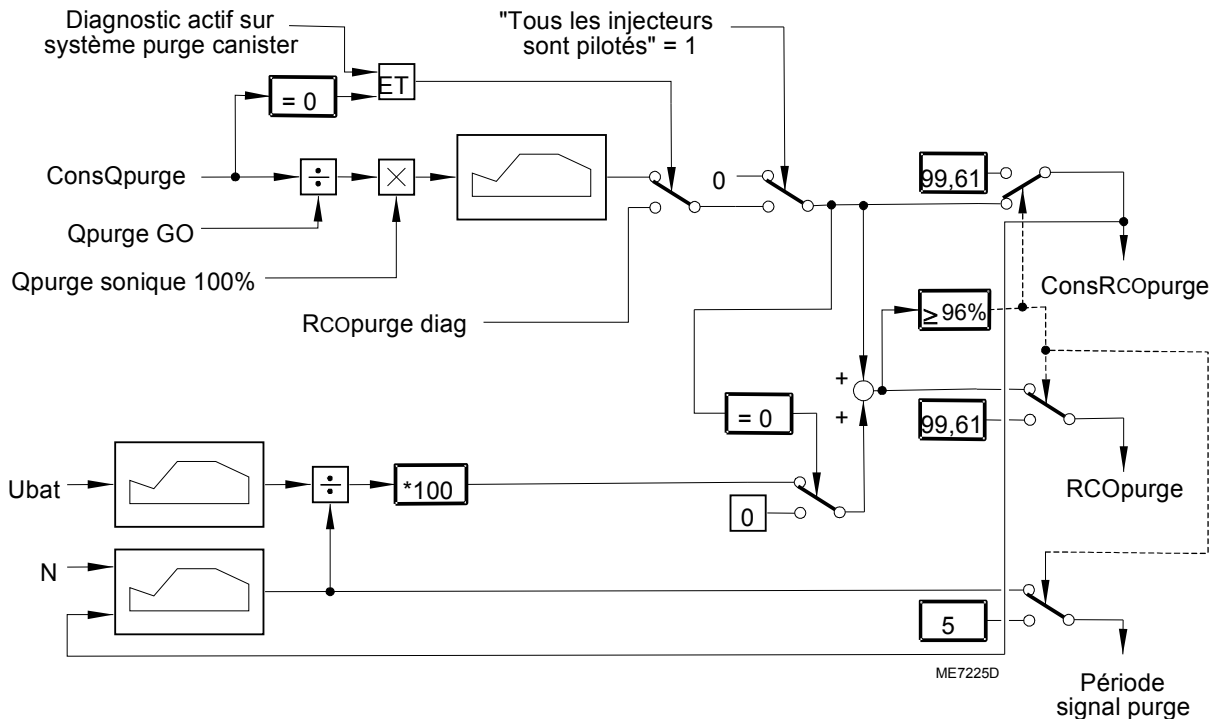 Diagnostic actif sur
système purge canister
"Tous les injecteurs
sont pilotés" = 1
ET
= 0
ConsQpurge
÷
×
0
99,61
Qpurge GO
Qpurge sonique 100%
ConsRCOpurge
RCOpurge diag
≥ 96%
+
+
= 0
99,61
Ubat
÷
*100
RCOpurge
0
N
5
ME7225D
Période
signal purge